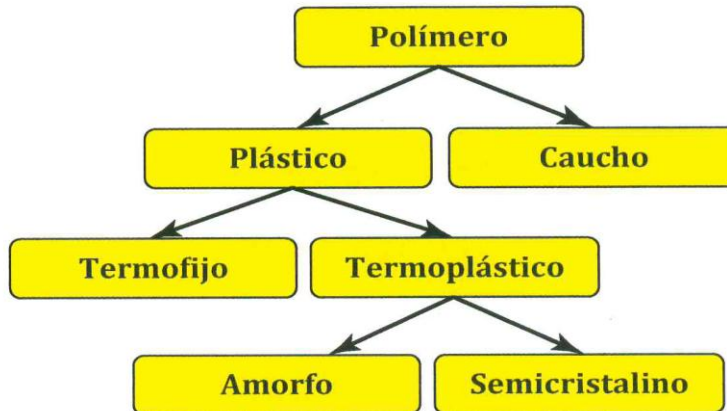 Polímero
Plástico
Caucho
Termofijo
Termoplástico
Amorfo
Semicristalino